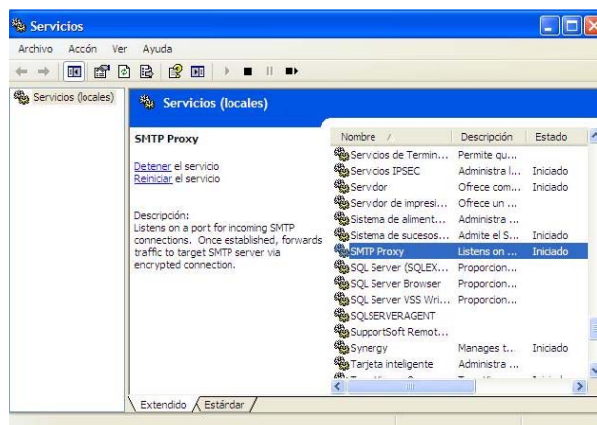 Servicios
Archivo Acción Ver Ayuda
Servicios (locales)
Servicios (locales)
SMTP Proxy
Detener el servicio
Reiniciar el servicio
Descripción:
Listens on a port for incoming SMTP
connections. Once established, forwards
traffic to target SMTP server via
encrypted connection.
Nombre / Descripción Estado
Servicios de Termin... Permite qu...
Servicios IPSEC Administra l... Iniciado
Servidor Ofrece com... Iniciado
Servidor de impresi... Ofrece un ...
Sistema de aliment... Administra ...
Sistema de sucesos... Admite el S... Iniciado
SMTP Proxy Listens on ... Iniciado
SQL Server (SQLEX... Proporcion...
SQL Server Browser Proporcion...
SQL Server VSS Wri... Proporcion...
SQLSERVERAGENT
SupportSoft Remot...
Synergy Manages t... Iniciado
Tarjeta inteligente Administra ...
Extendido Estándar